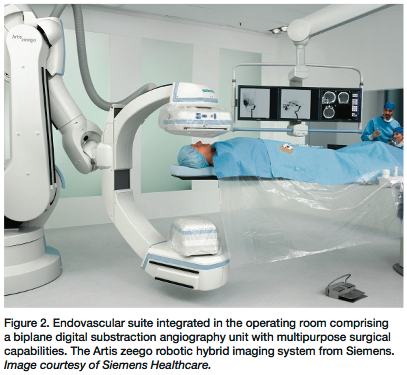 Artis
zeego
SIEMENS
Figure 2. Endovascular suite integrated in the operating room comprising
a biplane digital substraction angiography unit with multipurpose surgical
capabilities. The Artis zeego robotic hybrid imaging system from Siemens.
Image courtesy of Siemens Healthcare.